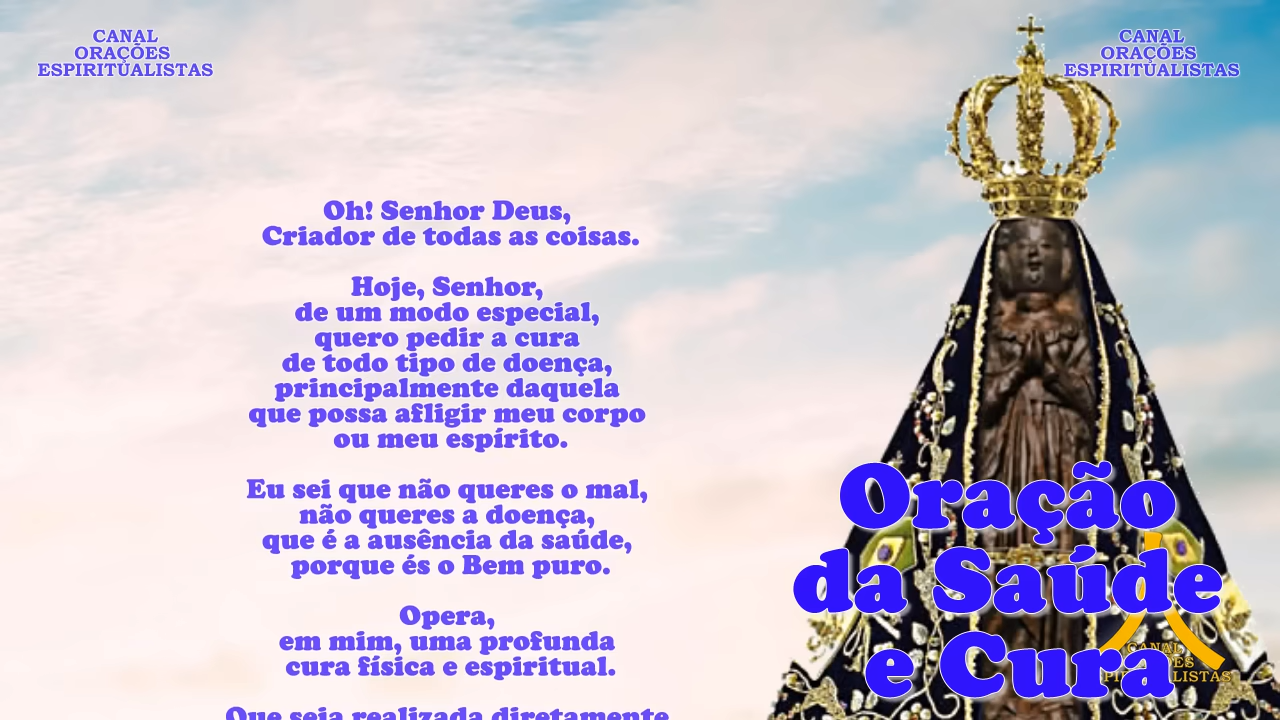 CANAL
ORAÇÕES
ESPIRITUALISTAS
CANAL
ORAÇÕES
ESPIRITUALISTAS
Oh! Senhor Deus,
Criador de todas as coisas.
Hoje, Senhor,
de um modo especial,
quero pedir a cura
de todo tipo de doença,
principalmente daquela
que possa afligir meu corpo
ou meu espírito.
Eu sei que não queres o mal,
não queres a doença,
que é a ausência da saúde,
porque és o Bem puro.
Opera,
em mim, uma profunda
cura física e espiritual.
Que seja realizada diretamente
Oração
da Saúde
e Cura
CANAL